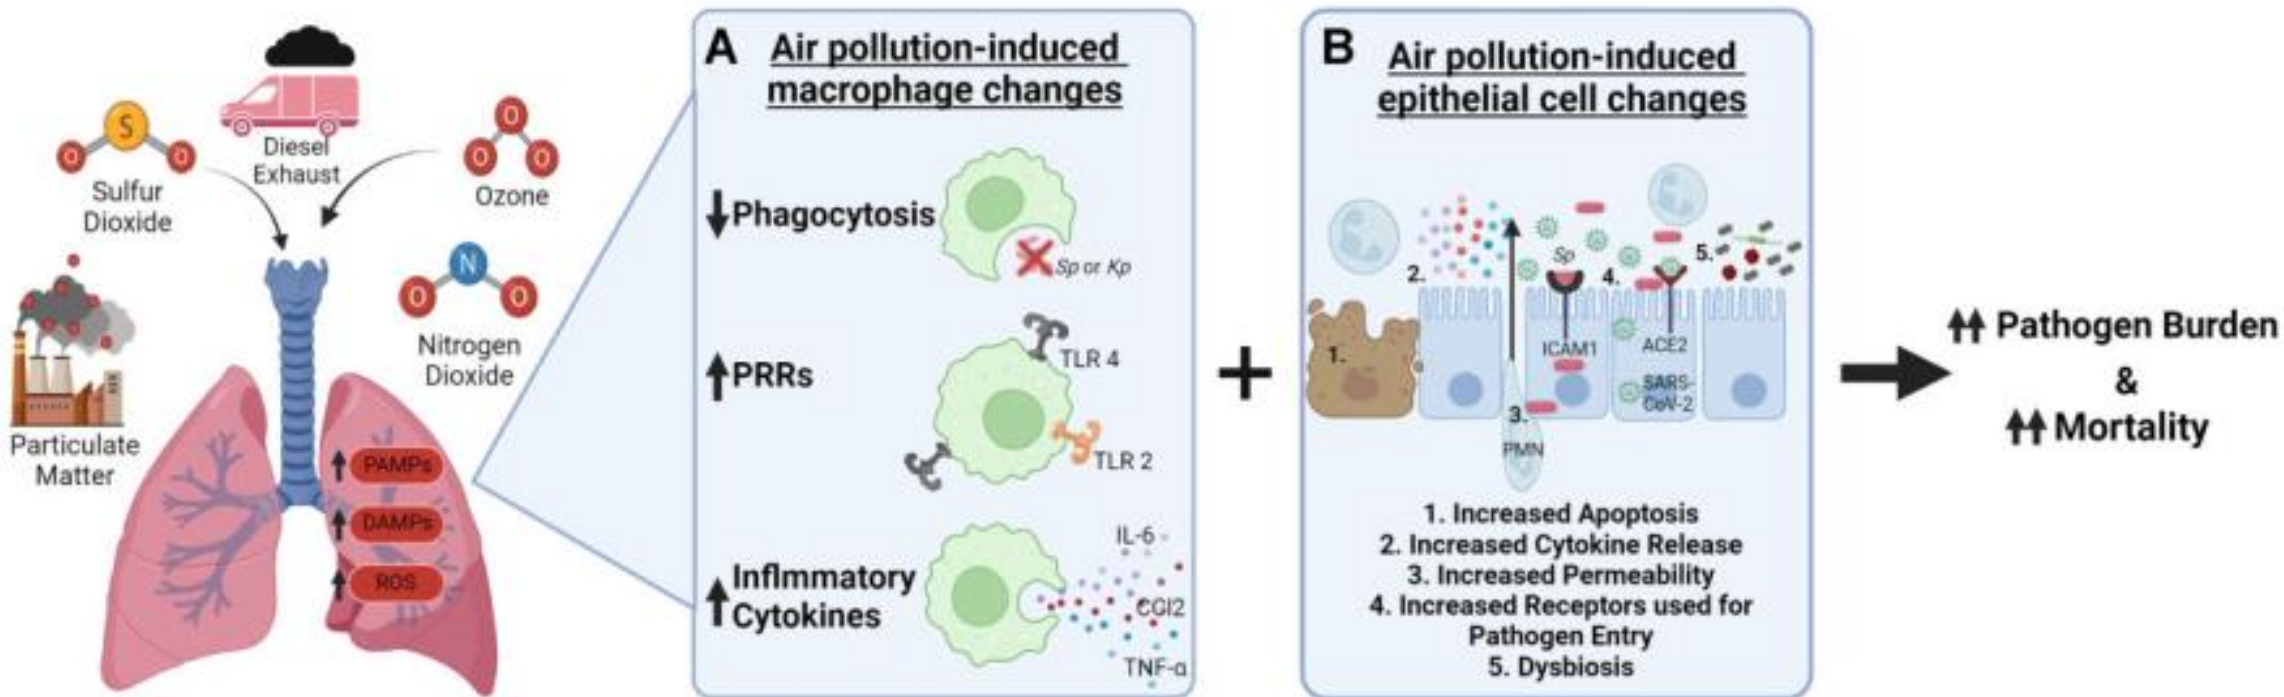 Sulfur
Dioxide
S
O
O
Diesel
Exhaust
O
O
O
Ozone
N
O
O
Nitrogen
Dioxide
Particulate
Matter
PAMPs
DAMPs
ROS
A
Air pollution-induced
macrophage changes
Phagocytosis
Sp or Kp
PRRs
TLR 4
TLR 2
Inflmmatory
Cytokines
IL-6
CGl2
TNF-α
+
B
Air pollution-induced
epithelial cell changes
1.
2.
3.
PMN
Sp
ICAM1
4.
ACE2
SARS-
CoV-2
5.
1. Increased Apoptosis
2. Increased Cytokine Release
3. Increased Permeability
4. Increased Receptors used for
Pathogen Entry
5. Dysbiosis
Pathogen Burden
&
Mortality